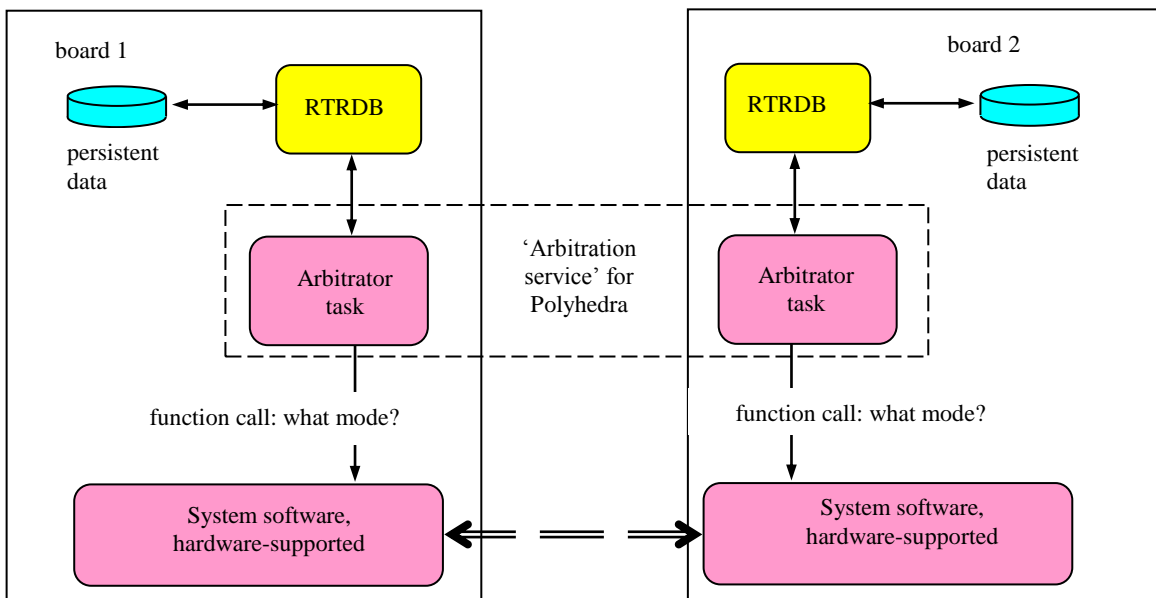 board 1
RTRDB
persistent
data
Arbitrator
task
function call: what mode?
System software,
hardware-supported
‘Arbitration
service’ for
Polyhedra
board 2
RTRDB
persistent
data
Arbitrator
task
function call: what mode?
System software,
hardware-supported